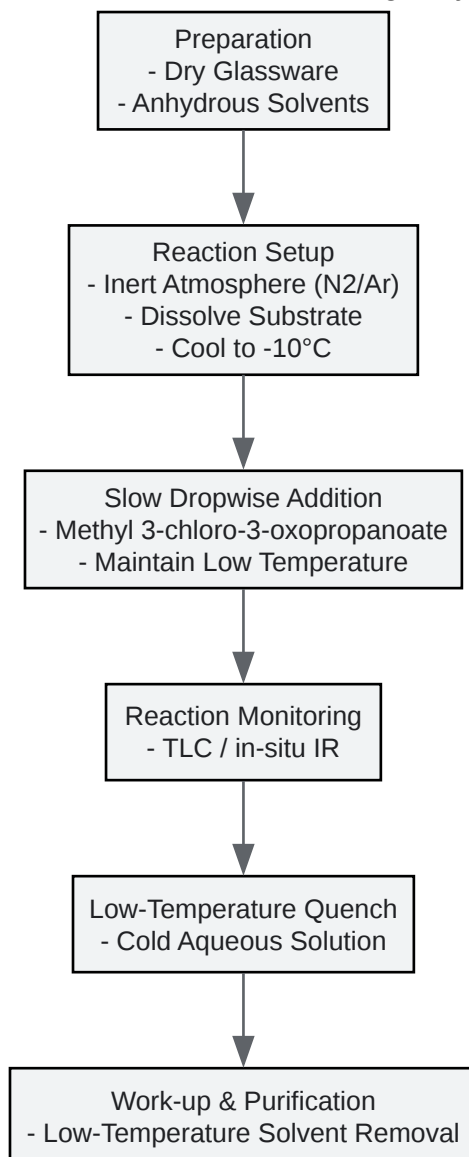 Preparation
- Dry Glassware
- Anhydrous Solvents
Reaction Setup
- Inert Atmosphere (N2/Ar)
- Dissolve Substrate
- Cool to -10°C
Slow Dropwise Addition
- Methyl 3-chloro-3-oxopropanoate
- Maintain Low Temperature
Reaction Monitoring
- TLC / in-situ IR
Low-Temperature Quench
- Cold Aqueous Solution
Work-up & Purification
- Low-Temperature Solvent Removal